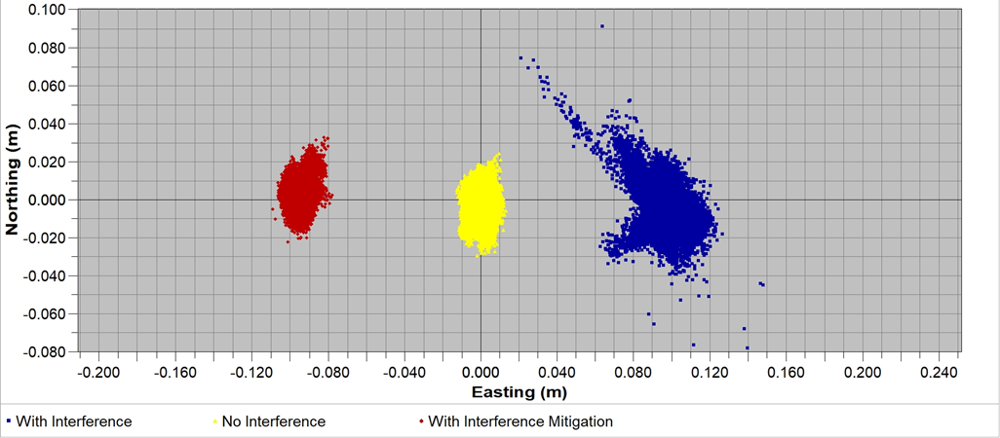 0.100
0.080
0.060
0.040
0.020
0.000
-0.020
-0.040
-0.060
-0.080
Northing (m)
-0.200 -0.160 -0.120 -0.080 -0.040 0.000 0.040 0.080 0.120 0.160 0.200 0.240
Easting (m)
With Interference No Interference With Interference Mitigation